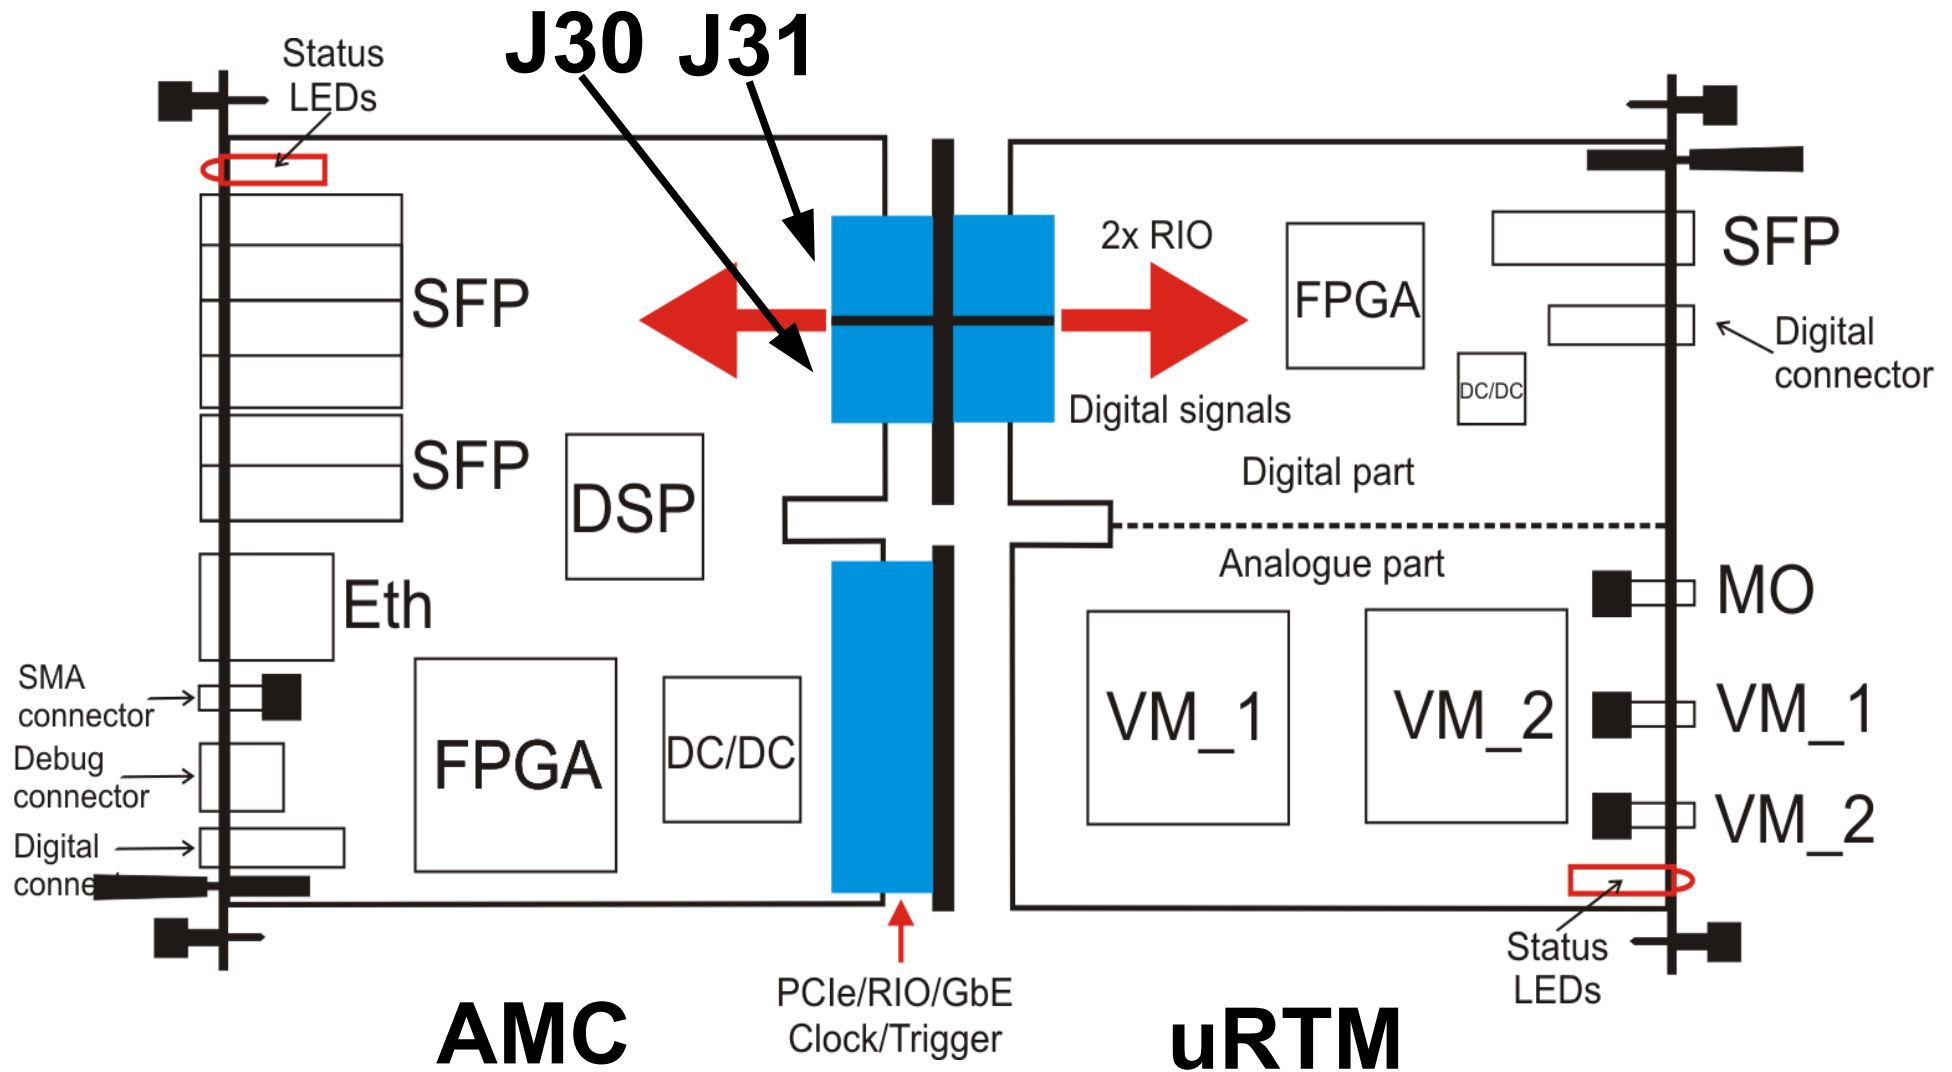 J30 J31
Status
LEDs
SFP
SFP
DSP
Eth
SMA
connector
Debug
connector
Digital
conne
FPGA
DC/DC
PCIe/RIO/GbE
Clock/Trigger
AMC
2x RIO
FPGA
DC/DC
SFP
Digital
connector
Digital signals
Digital part
Analogue part
VM_1
VM_2
MO
VM_1
VM_2
Status
LEDs
uRTM